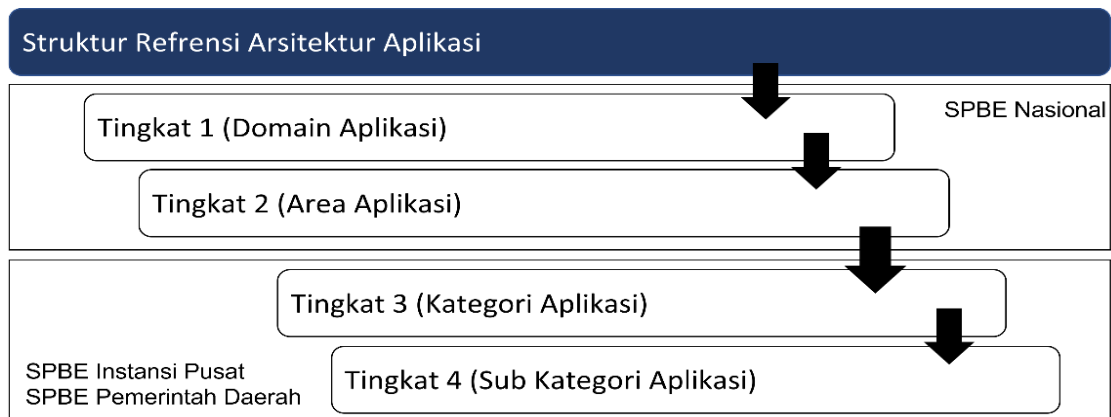 Struktur Refrensi Arsitektur Aplikasi
SPBE Nasional
Tingkat 1 (Domain Aplikasi)
Tingkat 2 (Area Aplikasi)
Tingkat 3 (Kategori Aplikasi)
SPBE Instansi Pusat
SPBE Pemerintah Daerah
Tingkat 4 (Sub Kategori Aplikasi)